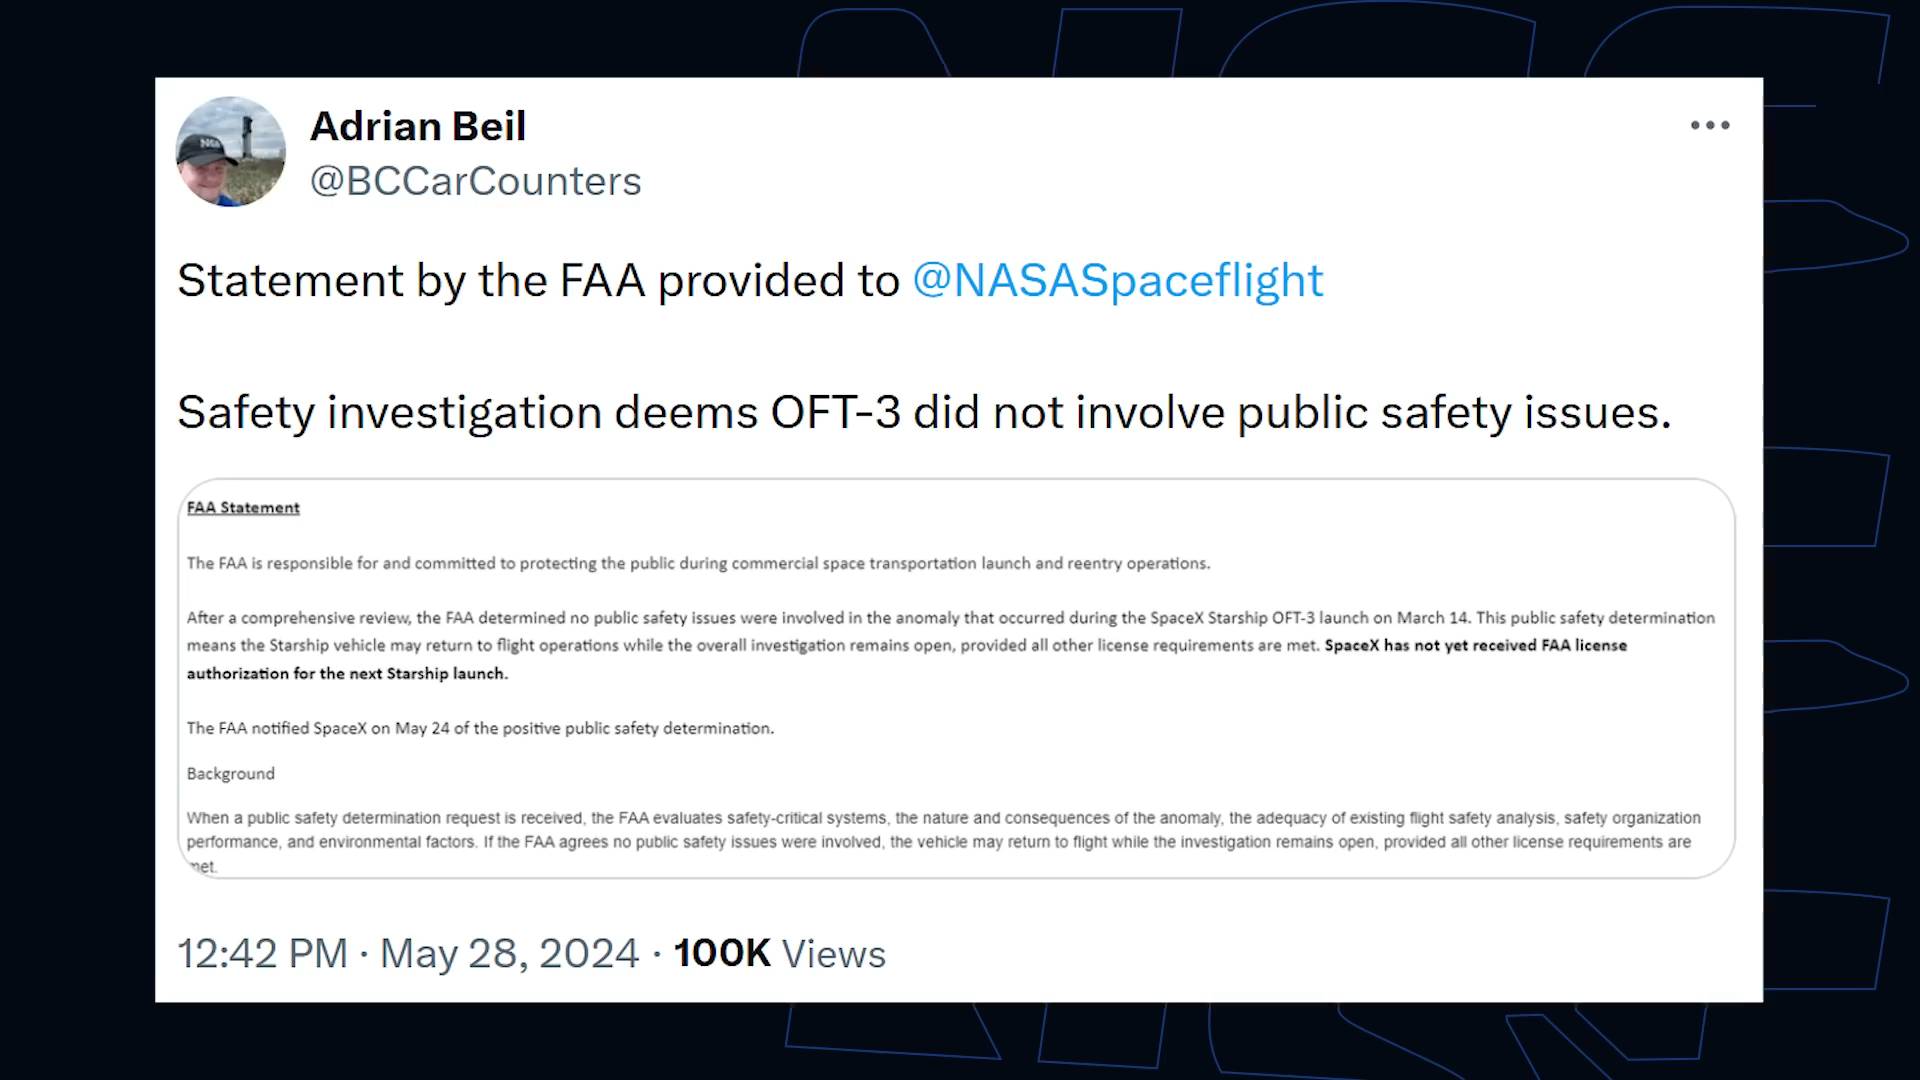 Adrian Beil
@BCCarCounters
Statement by the FAA provided to @NASASpaceflight
Safety investigation deems OFT-3 did not involve public safety issues.
FAA Statement
The FAA is responsible for and committed to protecting the public during commercial space transportation launch and reentry operations.
After a comprehensive review, the FAA determined no public safety issues were involved in the anomaly that occurred during the SpaceX Starship OFT-3 launch on March 14. This public safety determination
means the Starship vehicle may return to flight operations while the overall investigation remains open, provided all other license requirements are met. SpaceX has not yet received FAA license
authorization for the next Starship launch.
The FAA notified SpaceX on May 24 of the positive public safety determination.
Background
When a public safety determination request is received, the FAA evaluates safety-critical systems, the nature and consequences of the anomaly, the adequacy of existing flight safety analysis, safety organization
performance, and environmental factors. If the FAA agrees no public safety issues were involved, the vehicle may return to flight while the investigation remains open, provided all other license requirements are
met.
12:42 PM · May 28, 2024 · 100K Views